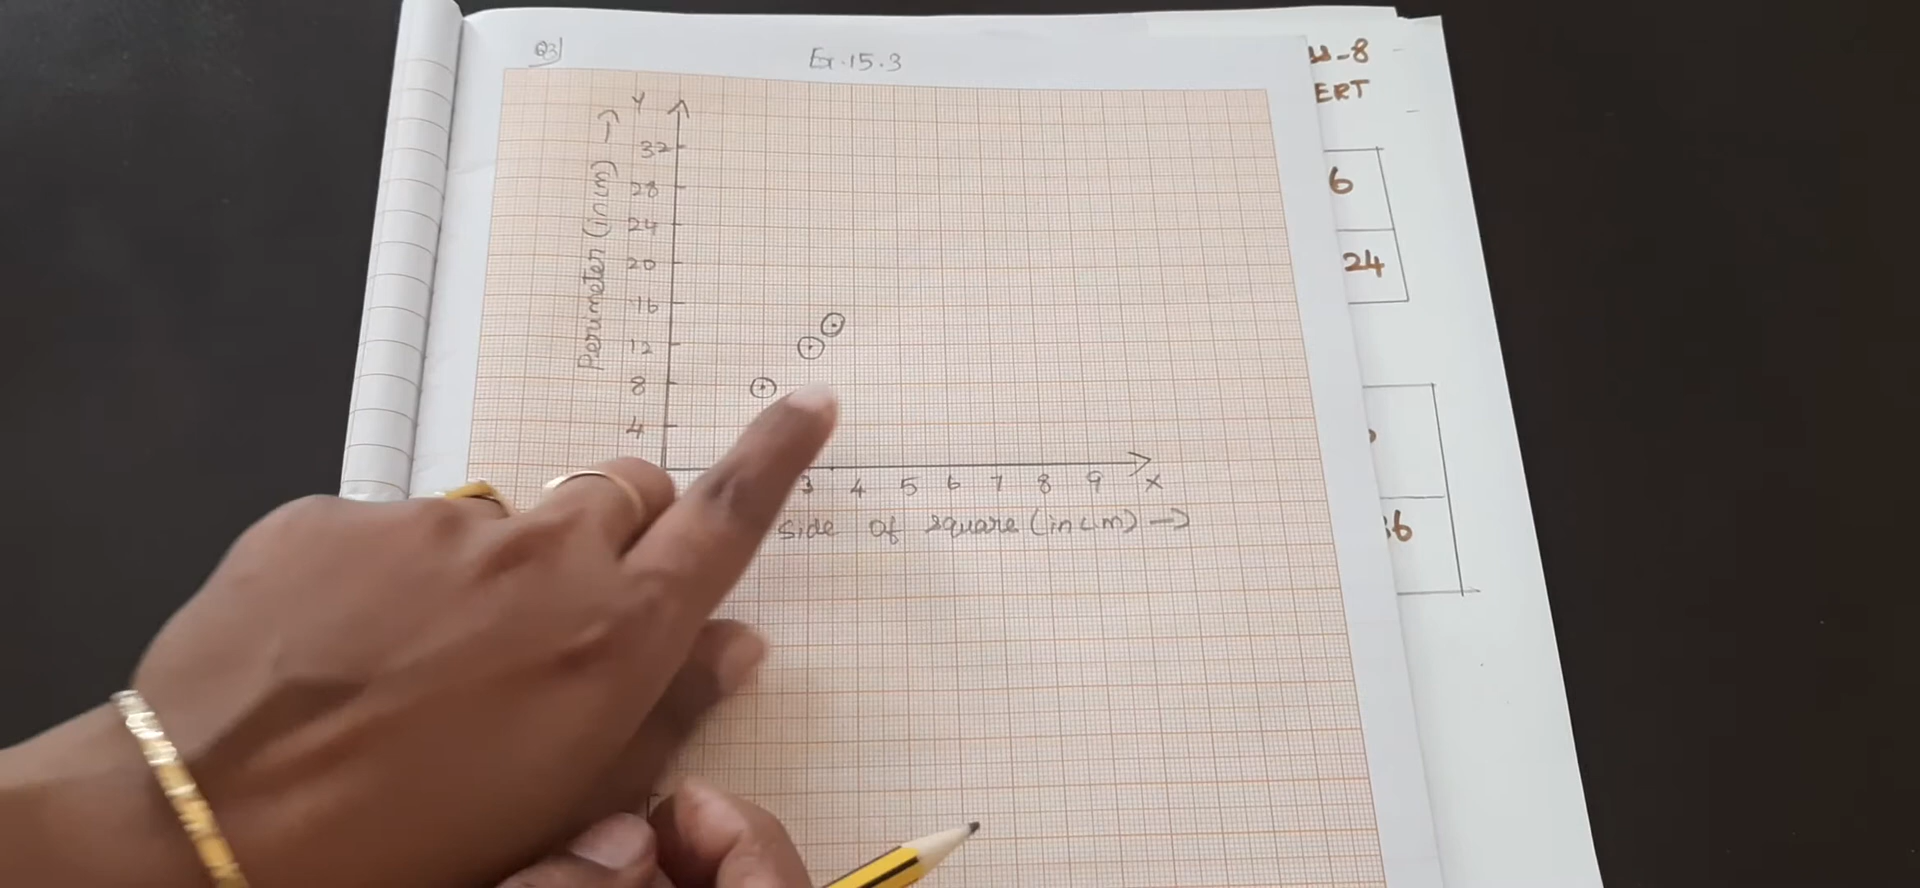 Q3)
Ex.15.3
-8
ERT
Y
Perimeter (in cm) →
32
28
24
20
16
12
8
4
3 4 5 6 7 8 9 X
side of square (in cm) →
6
24